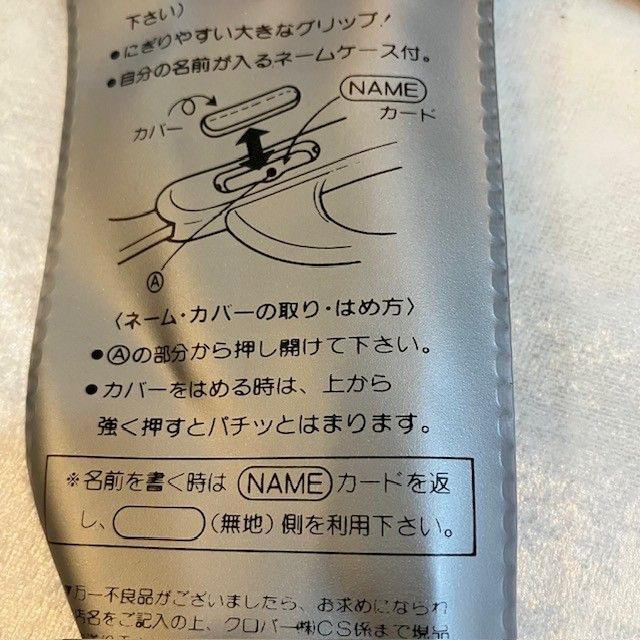 下さい）
●にぎりやすい大きなグリップ!
●自分の名前が入るネームケース付。
NAME
カバー
カード
Ⓐ
〈ネーム・カバーの取り・はめ方〉
●Ⓐの部分から押し開けて下さい。
●カバーをはめる時は、上から
強く押すとパチッとはまります。
※名前を書く時はNAMEカードを返
し、（無地）側を利用下さい。
万一不良品がございましたら、お求めになられ
店名をご記入の上、クロバー㈱CS係まで現品